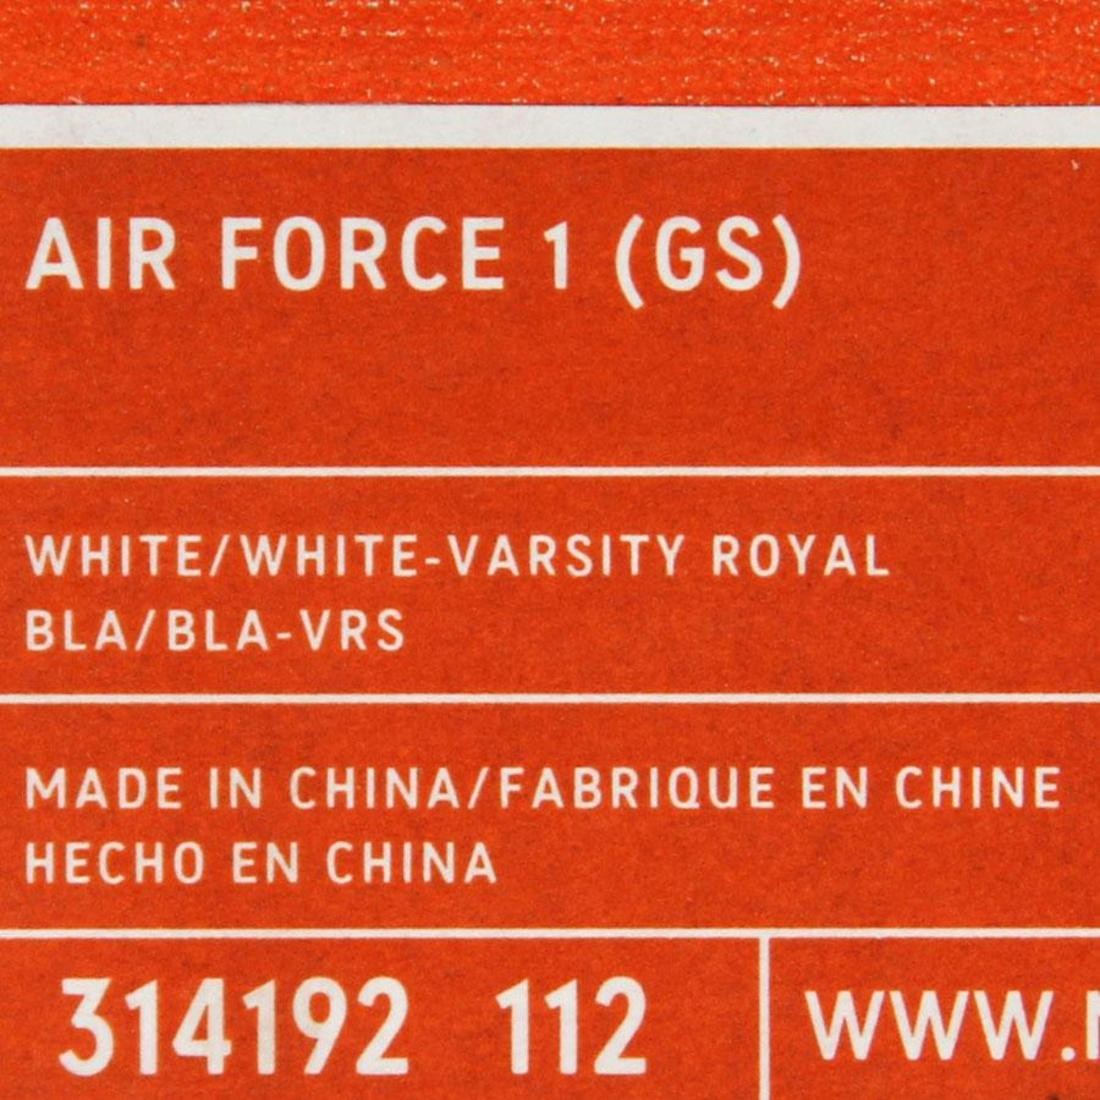 AIR FORCE 1 (GS)
WHITE/WHITE-VARSITY ROYAL
BLA/BLA-VRS
MADE IN CHINA/FABRIQUE EN CHINE
HECHO EN CHINA
314192 112
WWW.